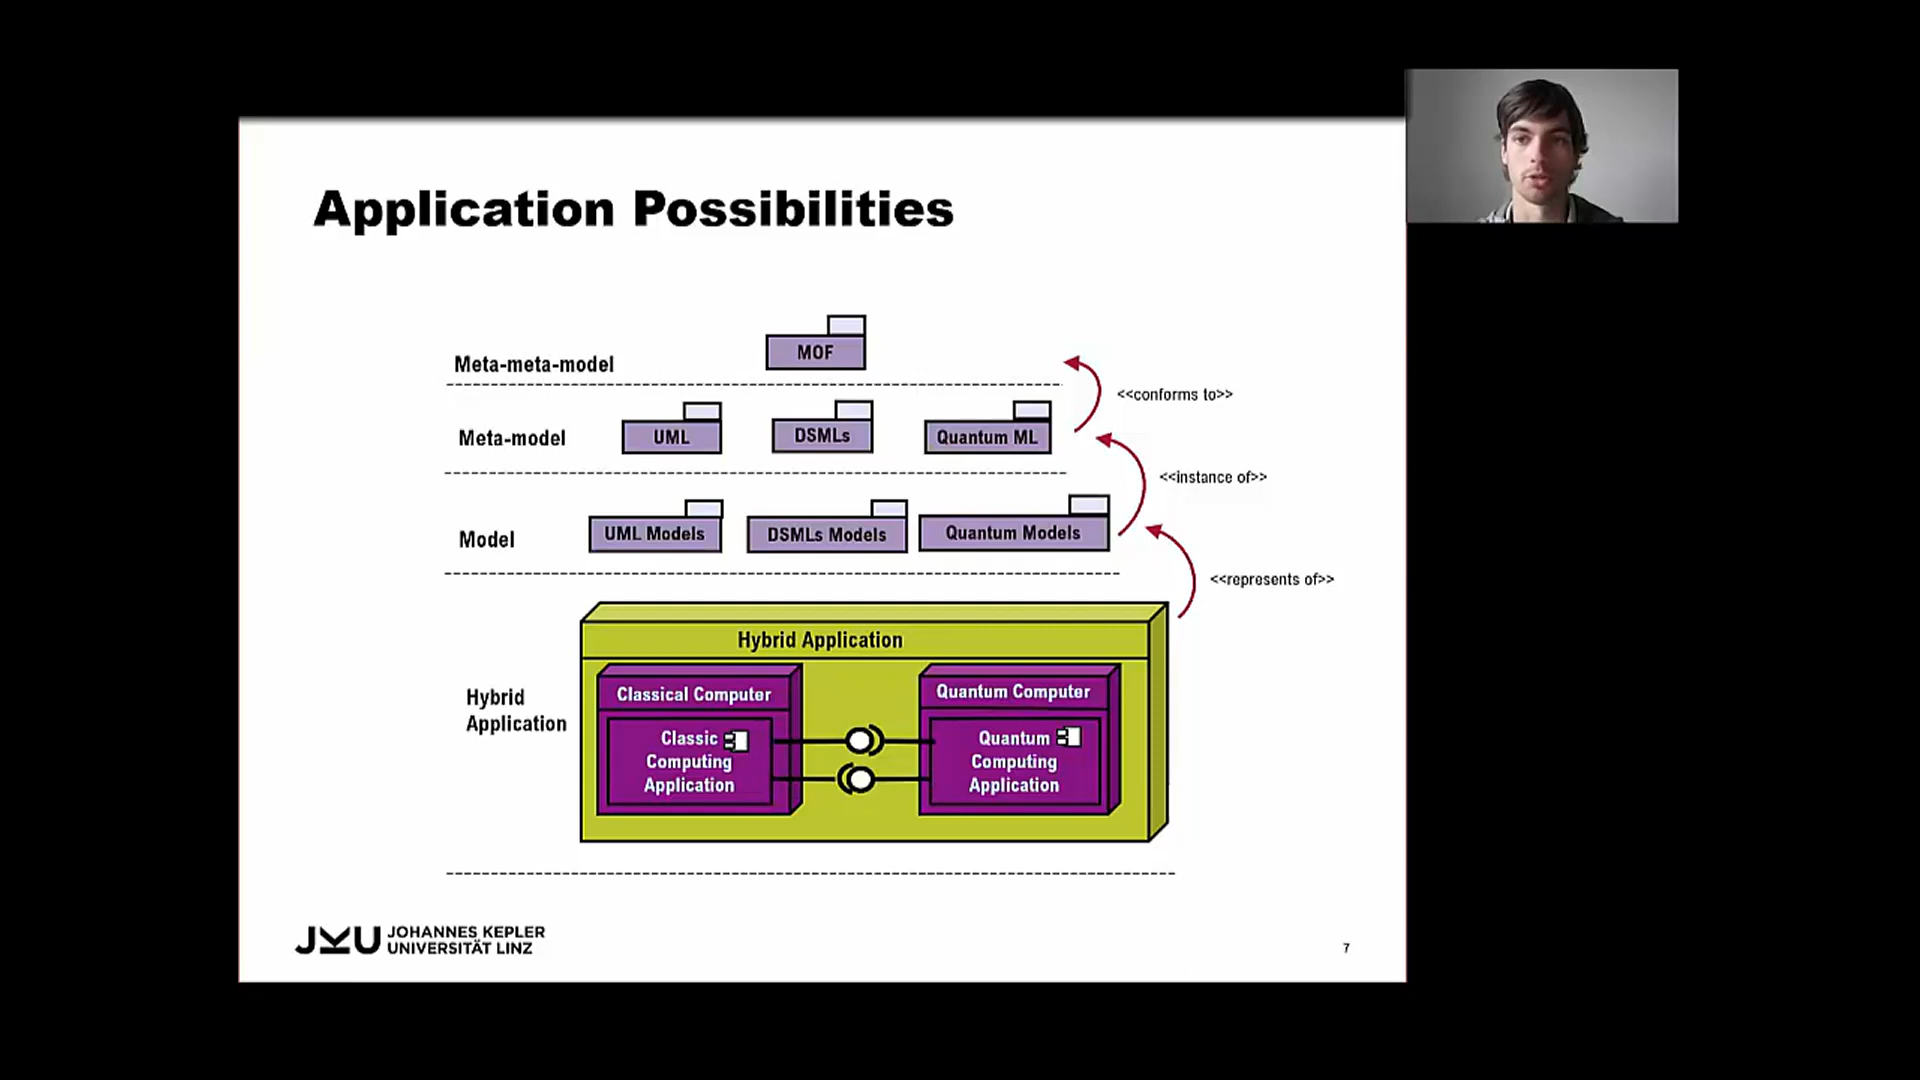 Application Possibilities
Meta-meta-model
MOF
<<conforms to>>
Meta-model
UML
DSMLs
Quantum ML
<<instance of>>
Model
UML Models
DSMLs Models
Quantum Models
<<represents of>>
Hybrid Application
Hybrid
Application
Classical Computer
Classic
Computing
Application
Quantum Computer
Quantum
Computing
Application
JKU JOHANNES KEPLER
UNIVERSITÄT LINZ
7